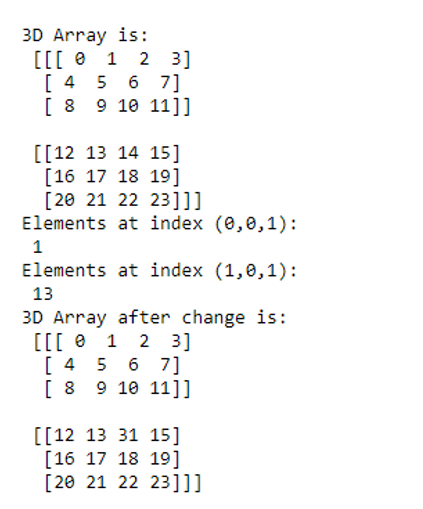 3D Array is:
 [[[ 0  1  2  3]
  [ 4  5  6  7]
  [ 8  9 10 11]]

 [[12 13 14 15]
  [16 17 18 19]
  [20 21 22 23]]]
Elements at index (0,0,1):
 1
Elements at index (1,0,1):
 13
3D Array after change is:
 [[[ 0  1  2  3]
  [ 4  5  6  7]
  [ 8  9 10 11]]

 [[12 13 31 15]
  [16 17 18 19]
  [20 21 22 23]]]